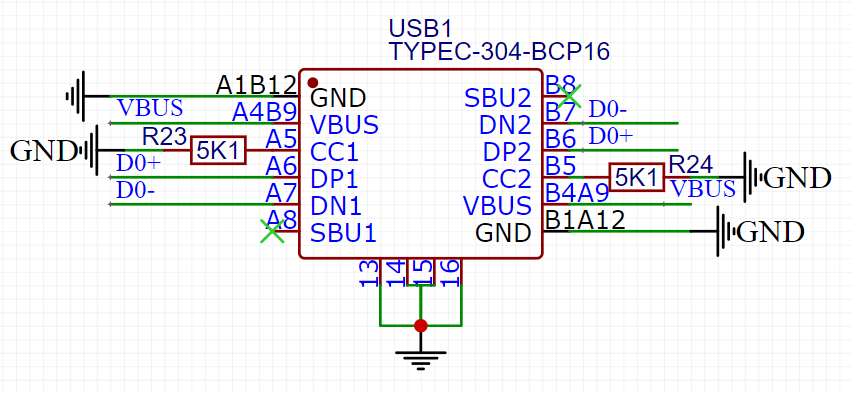 USB1
TYPEC-304-BCP16
A1B12 GND SBU2 B8
VBUS A4B9 VBUS DN2 B7 D0-
GND R23 5K1 A5 CC1 DP2 B6 D0+
D0+ A6 DP1 CC2 B5 5K1 R24 GND
D0- A7 DN1 VBUS B4A9 VBUS
A8 SBU1 GND B1A12 GND
13 14 15 16